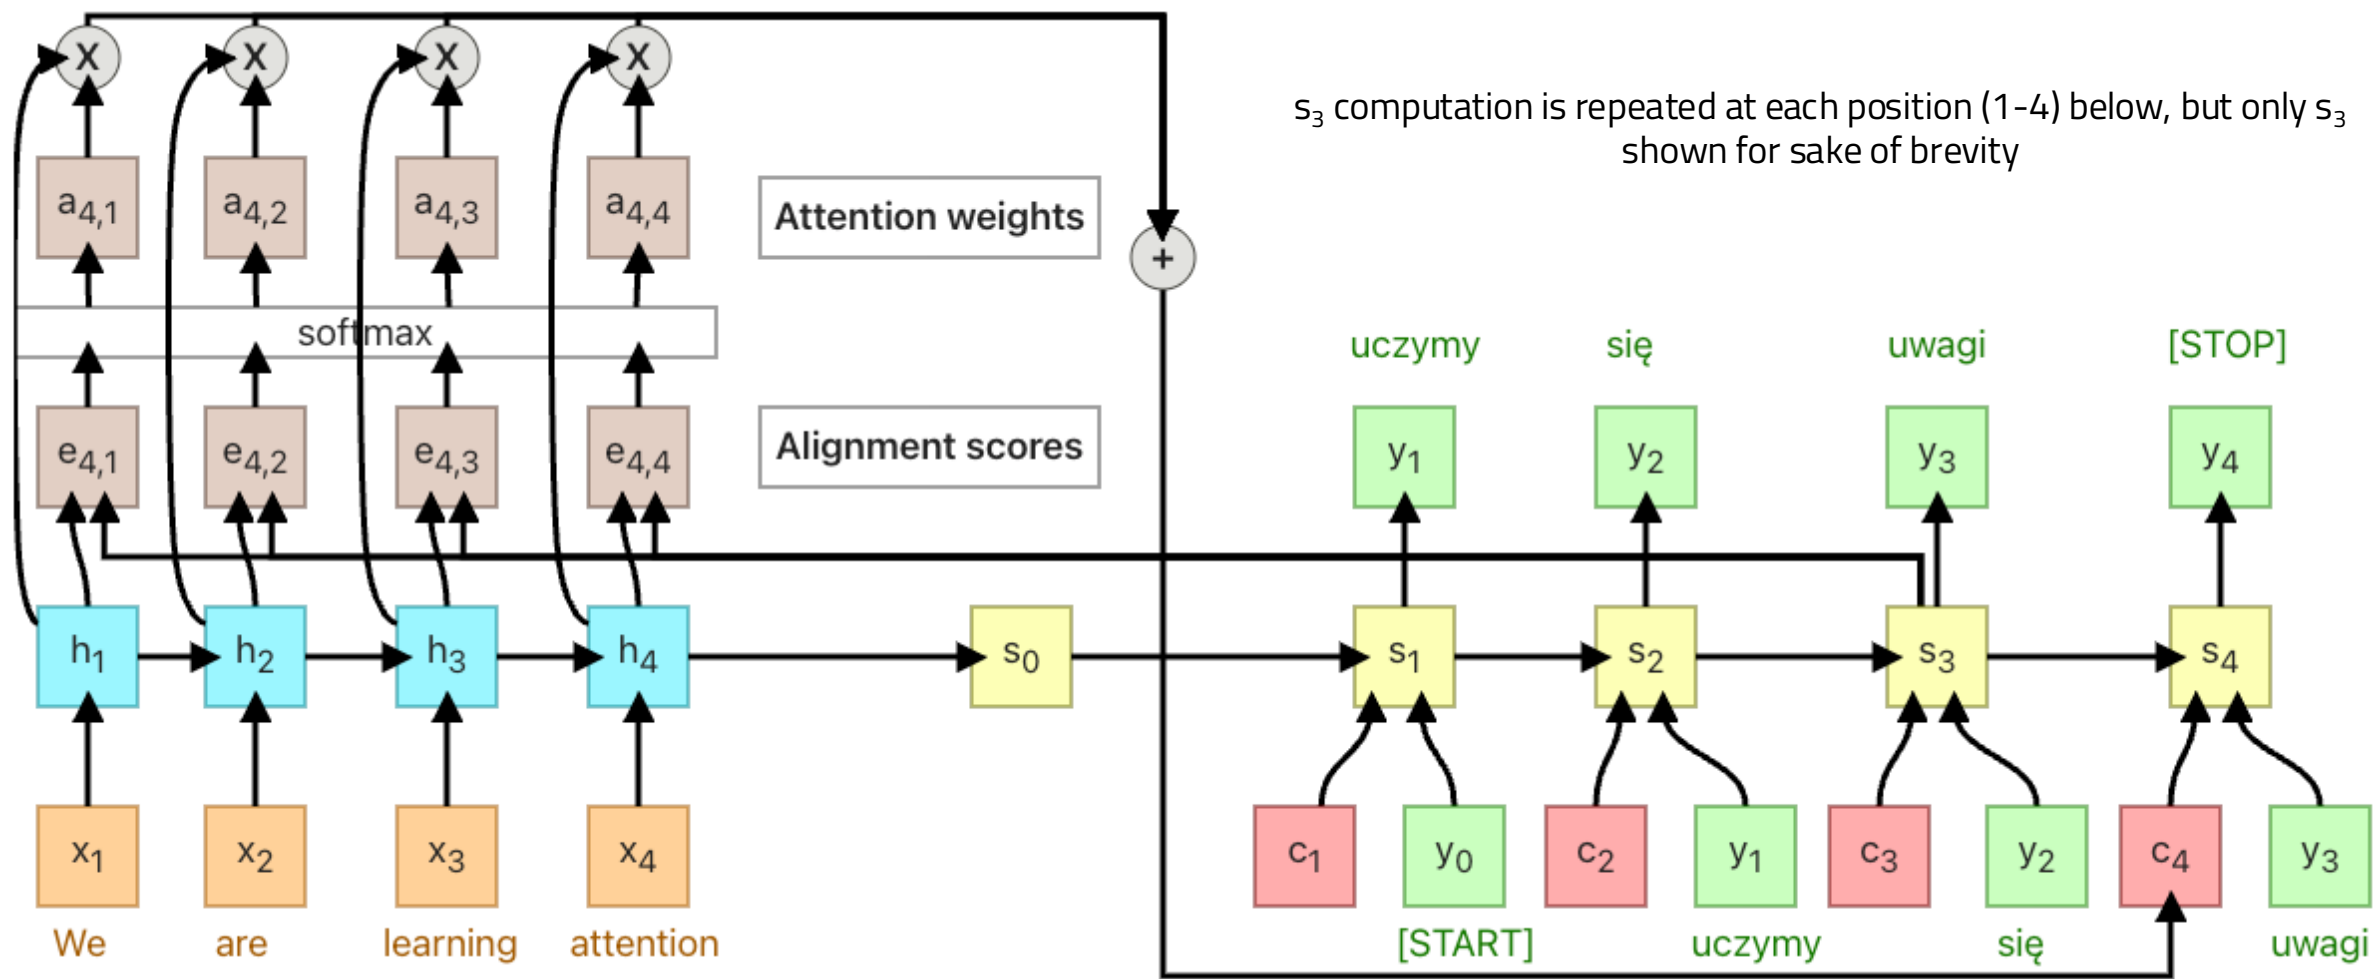 X X X X
s₃ computation is repeated at each position (1-4) below, but only s₃
shown for sake of brevity
a₄,₁ a₄,₂ a₄,₃ a₄,₄
Attention weights
+
softmax
uczymy się uwagi [STOP]
e₄,₁ e₄,₂ e₄,₃ e₄,₄
Alignment scores
y₁ y₂ y₃ y₄
h₁ h₂ h₃ h₄ s₀ s₁ s₂ s₃ s₄
x₁ x₂ x₃ x₄ c₁ y₀ c₂ y₁ c₃ y₂ c₄ y₃
We are learning attention [START] uczymy się uwagi